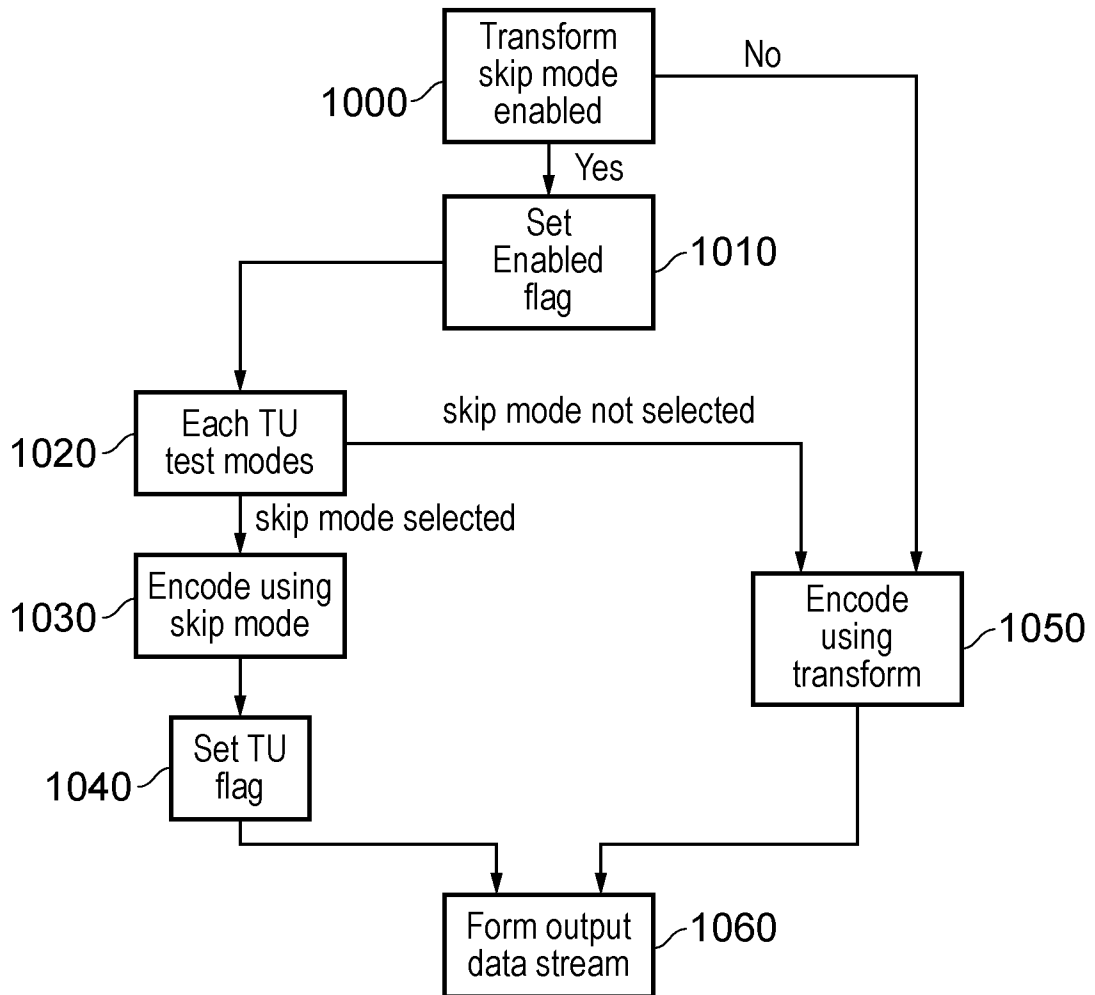 Transform
skip mode
enabled
1000
No
Yes
Set
Enabled
flag
1010
Each TU
test modes
1020
skip mode not selected
skip mode selected
Encode using
skip mode
1030
Encode
using
transform
1050
Set TU
flag
1040
Form output
data stream
1060